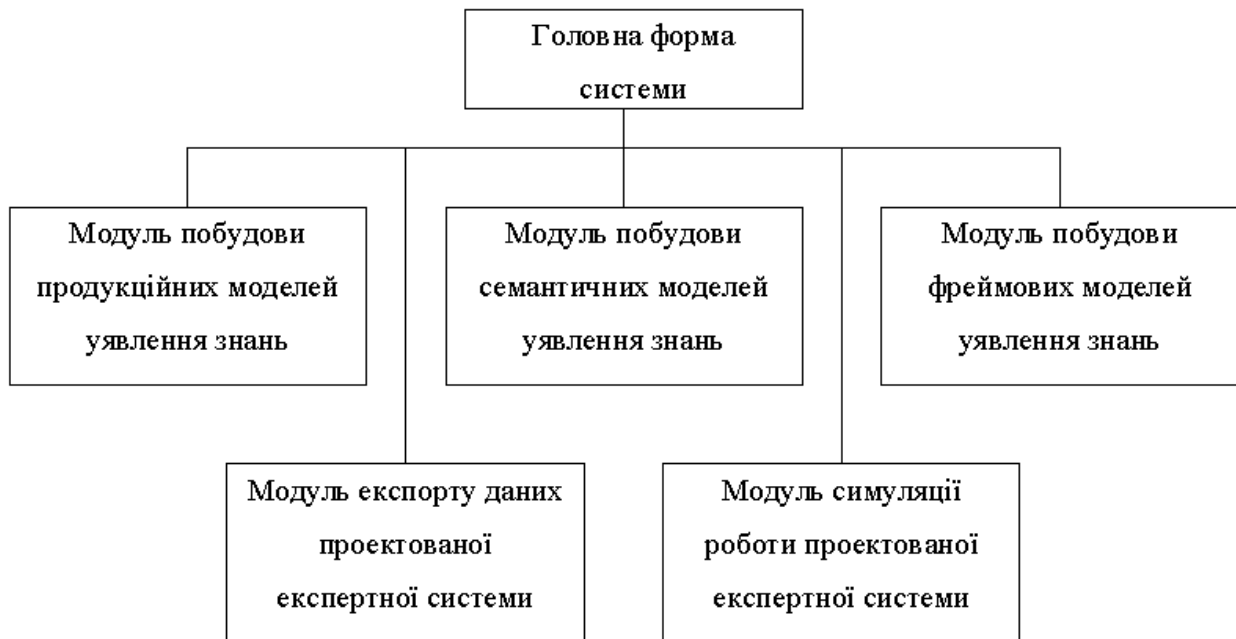 Головна форма
системи
Модуль побудови
продукційних моделей
уявлення знань
Модуль побудови
семантичних моделей
уявлення знань
Модуль побудови
фреймових моделей
уявлення знань
Модуль експорту даних
проектованої
експертної системи
Модуль симуляції
роботи проектованої
експертної системи